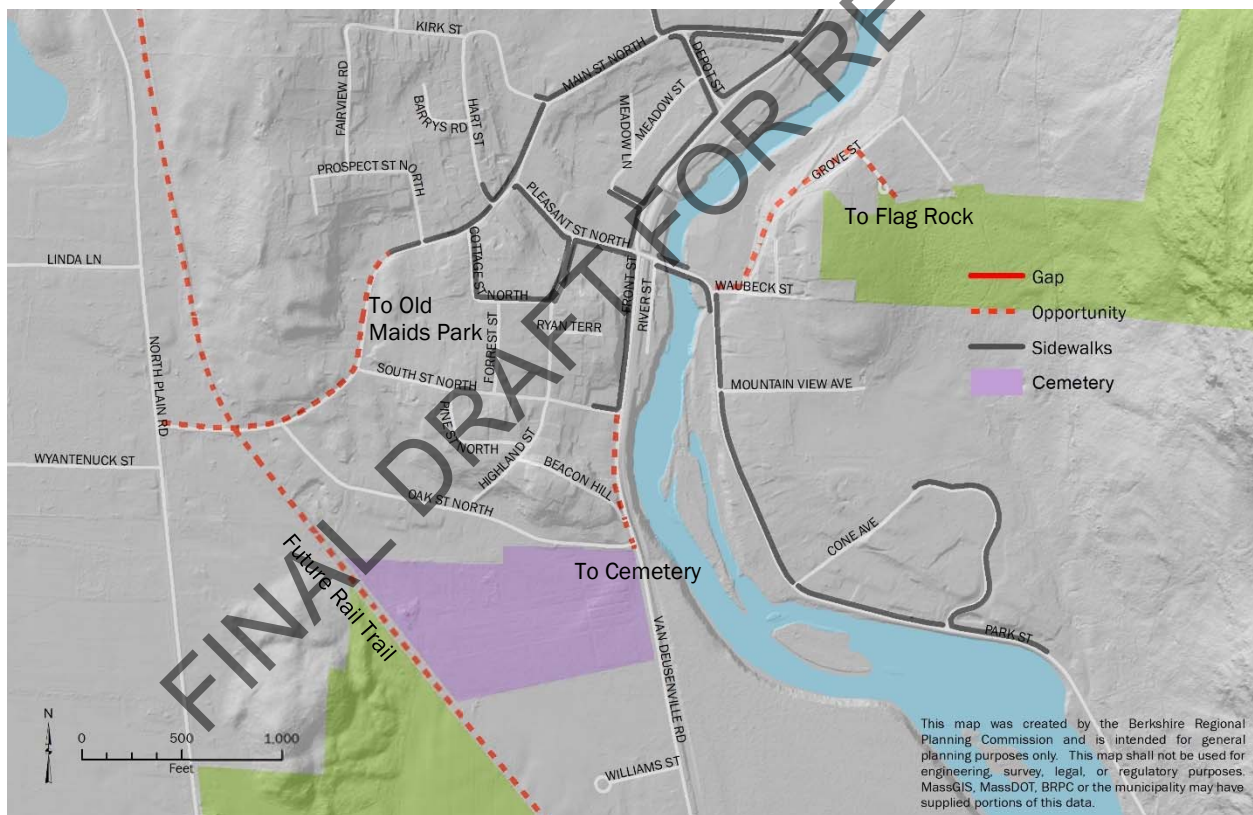 KIRK ST
FAIRVIEW RD
BARRYS RD
HART ST
MAIN ST NORTH
DEPOT ST
MEADOW ST
MEADOW LN
PROSPECT ST NORTH
PLEASANT ST NORTH
GROVE ST
To Flag Rock
LINDA LN
COTTAGE ST
NORTH
FRONT ST
RIVER ST
WAUBECK ST
To Old
Maids Park
RYAN TERR
FORREST ST
NORTH PLAIN RD
SOUTH ST NORTH
MOUNTAIN VIEW AVE
Gap
Opportunity
Sidewalks
Cemetery
WYANTENUCK ST
PINE ST NORTH
HIGHLAND ST
BEACON HILL
OAK ST NORTH
CONE AVE
Future Rail Trail
To Cemetery
PARK ST
VAN DEUSENVILLE RD
WILLIAMS ST
N
0 500 1,000
Feet
This map was created by the Berkshire Regional
Planning Commission and is intended for general
planning purposes only. This map shall not be used for
engineering, survey, legal, or regulatory purposes.
MassGIS, MassDOT, BRPC or the municipality may have
supplied portions of this data.
FINAL DRAFT FOR RE